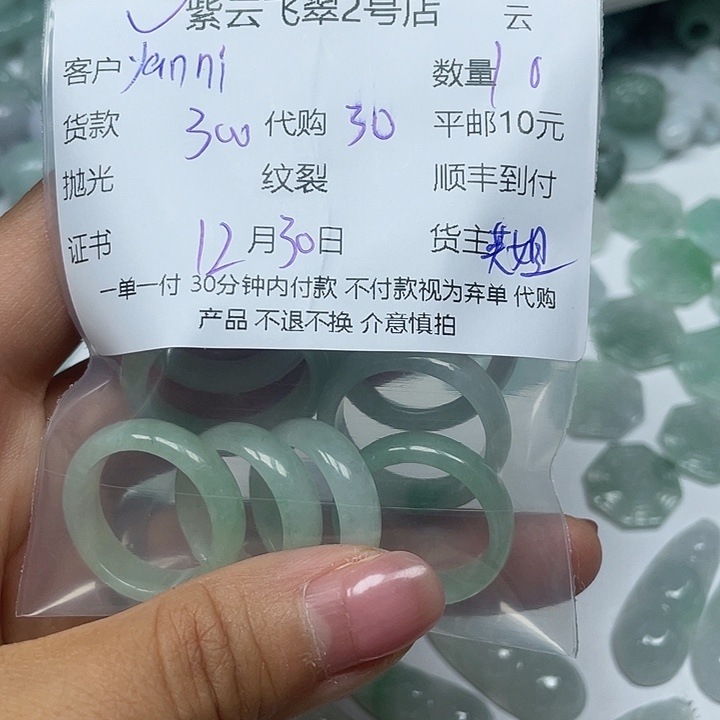 紫云飞翠2号店 云
客户 Yanni 数量 10
货款 300 代购 30 平邮10元
抛光 纹裂 顺丰到付
证书 12月30日 货主英姐
一单一付 30分钟内付款 不付款视为弃单 代购
产品 不退不换 介意慎拍